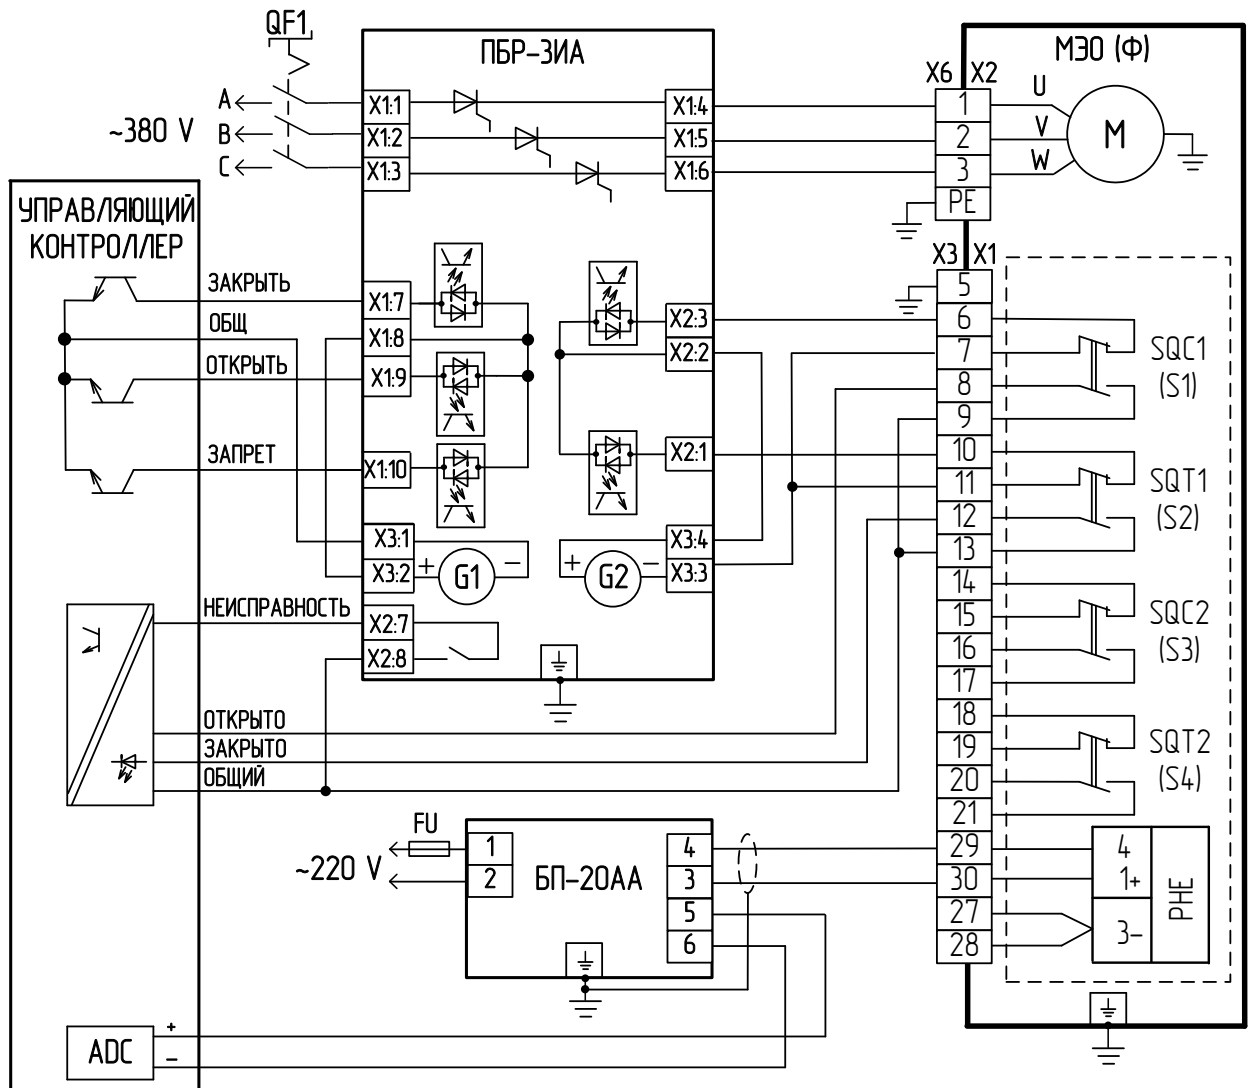 QF1
ПБР-3ИА
МЭО (Ф)
~380 V
A
B
C
X1:1
X1:2
X1:3
X1:4
X1:5
X1:6
X6 X2
1
2
3
PE
U
V
W
M
УПРАВЛЯЮЩИЙ
КОНТРОЛЛЕР
ЗАКРЫТЬ
ОБЩ
ОТКРЫТЬ
ЗАПРЕТ
X1:7
X1:8
X1:9
X1:10
X3:1
X3:2
+ G1 −
X2:3
X2:2
X2:1
X3:4
X3:3
+ G2 −
НЕИСПРАВНОСТЬ
X2:7
X2:8
ОТКРЫТО
ЗАКРЫТО
ОБЩИЙ
X3 X1
5
6
7
8
9
10
11
12
13
14
15
16
17
18
19
20
21
29
30
27
28
SQC1
(S1)
SQT1
(S2)
SQC2
(S3)
SQT2
(S4)
4
1+
3−
РНЕ
FU
~220 V
1
2
БП-20АА
4
3
5
6
ADC
+
−